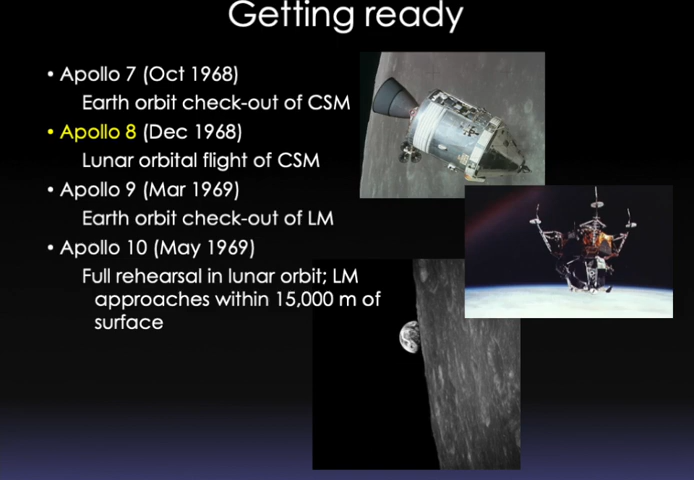 Getting ready
• Apollo 7 (Oct 1968)
Earth orbit check-out of CSM
• Apollo 8 (Dec 1968)
Lunar orbital flight of CSM
• Apollo 9 (Mar 1969)
Earth orbit check-out of LM
• Apollo 10 (May 1969)
Full rehearsal in lunar orbit; LM
approaches within 15,000 m of
surface